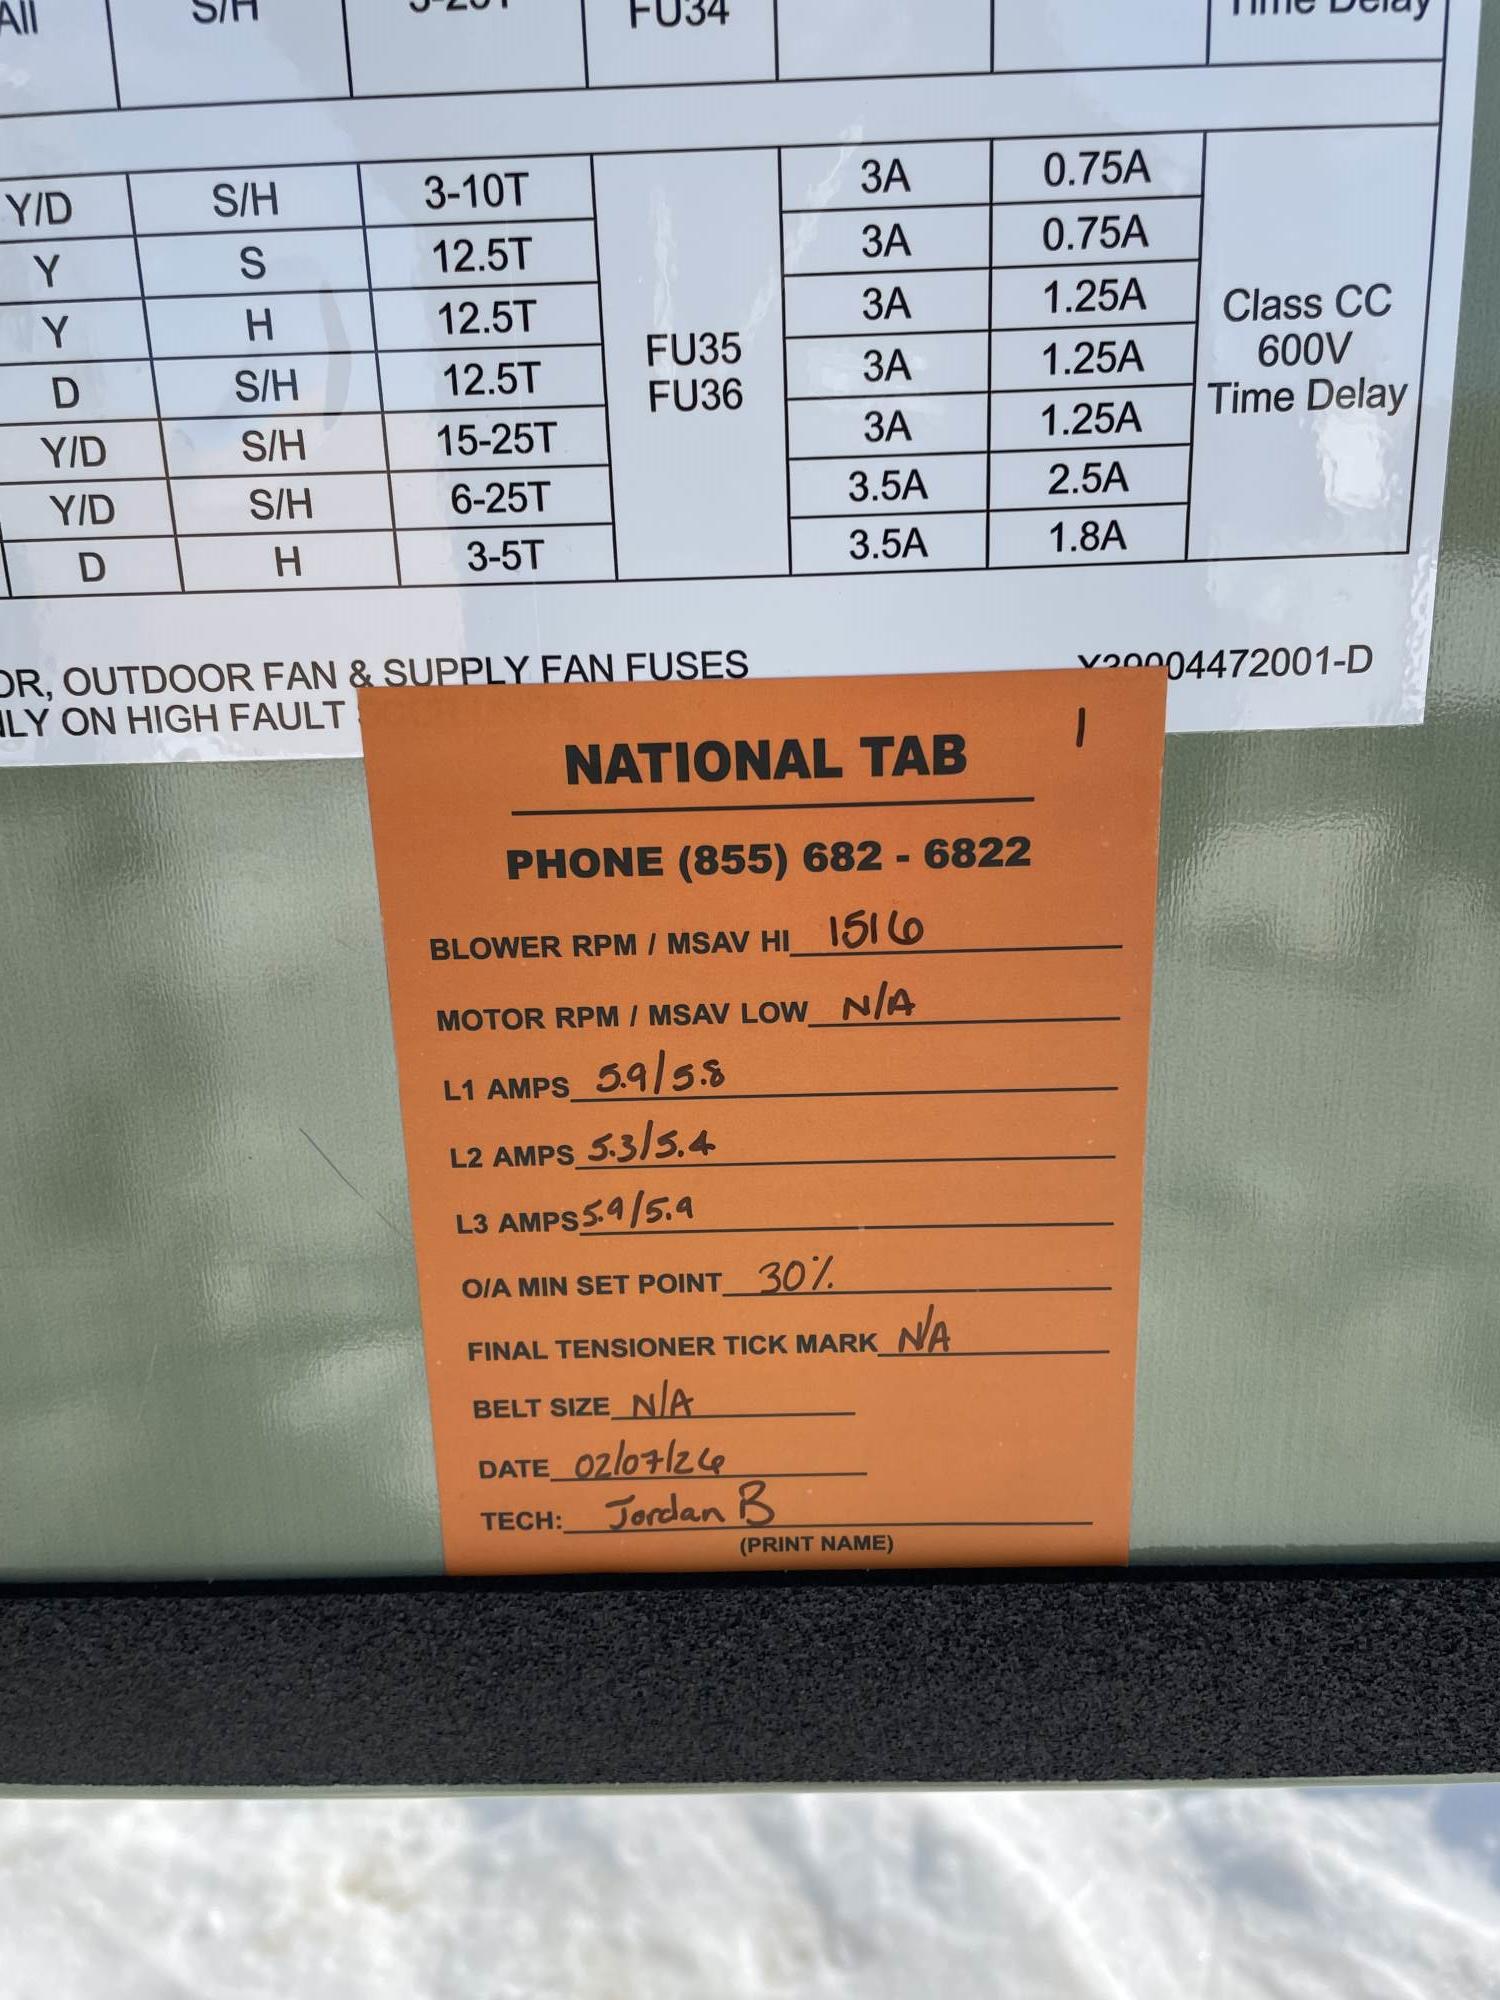 All S/H FU34 Time Delay
Y/D S/H 3-10T 3A 0.75A
Y S 12.5T 3A 0.75A
Y H 12.5T 3A 1.25A
D S/H 12.5T 3A 1.25A
Y/D S/H 15-25T 3A 1.25A
Y/D S/H 6-25T 3.5A 2.5A
D H 3-5T 3.5A 1.8A
FU35
FU36
Class CC
600V
Time Delay
OR, OUTDOOR FAN & SUPPLY FAN FUSES X39004472001-D
NLY ON HIGH FAULT
1
NATIONAL TAB
PHONE (855) 682 - 6822
BLOWER RPM / MSAV HI 1516
MOTOR RPM / MSAV LOW N/A
L1 AMPS 5.9/5.8
L2 AMPS 5.3/5.4
L3 AMPS 5.9/5.9
O/A MIN SET POINT 30%
FINAL TENSIONER TICK MARK N/A
BELT SIZE N/A
DATE 02/07/26
TECH: Jordan B
(PRINT NAME)